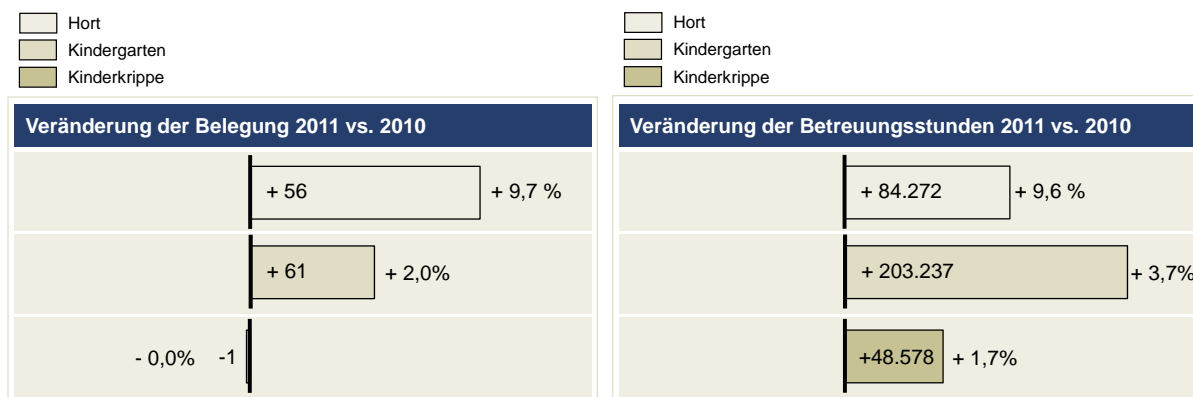 Hort
Kindergarten
Kinderkrippe
Veränderung der Belegung 2011 vs. 2010
+ 56 + 9,7 %
+ 61 + 2,0%
- 0,0% -1
Hort
Kindergarten
Kinderkrippe
Veränderung der Betreuungsstunden 2011 vs. 2010
+ 84.272 + 9,6 %
+ 203.237 + 3,7%
+48.578 + 1,7%